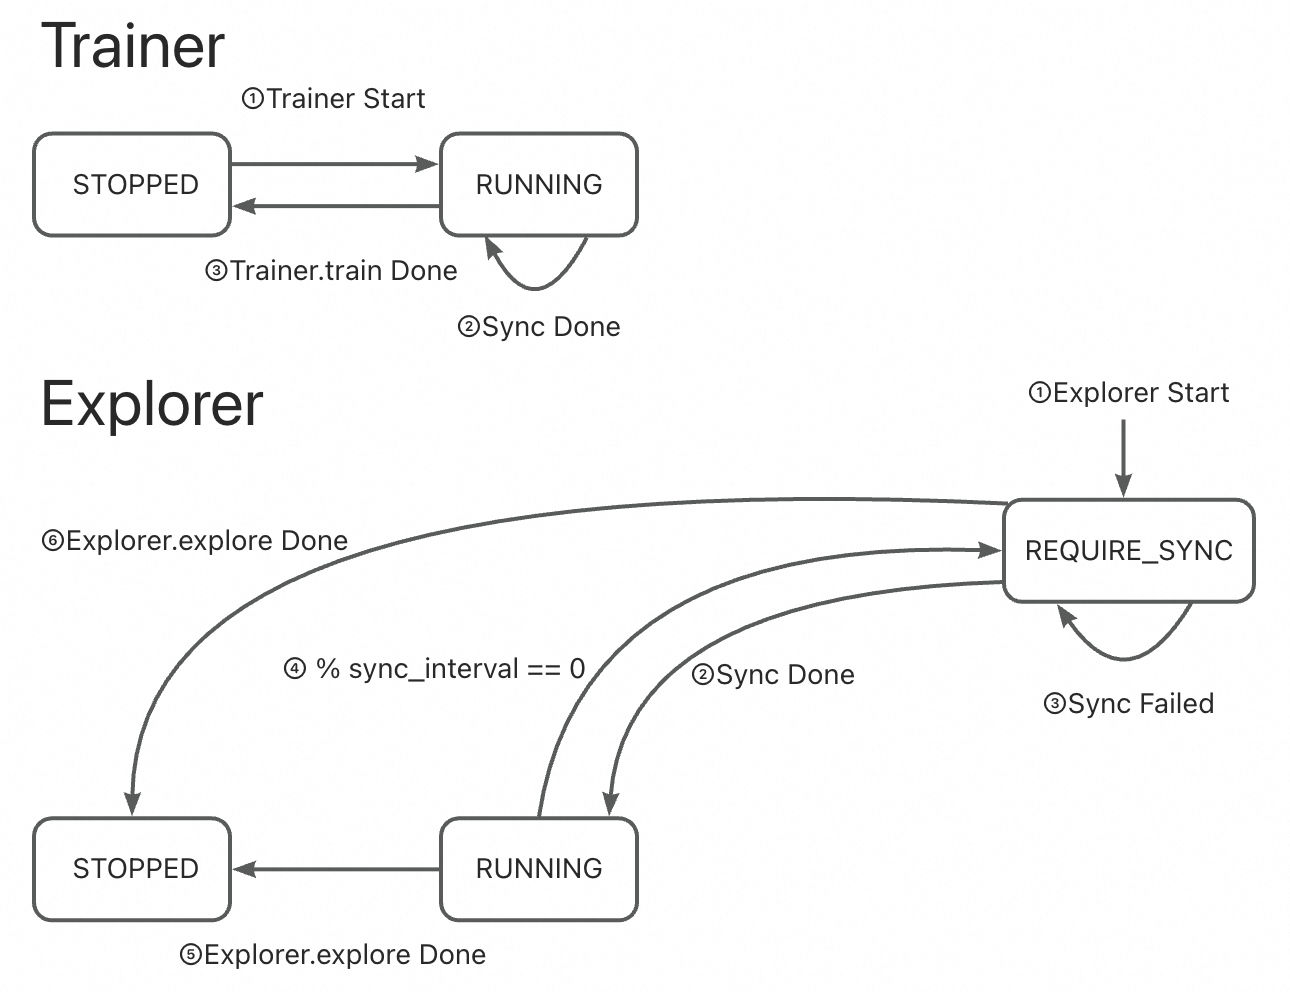 Trainer
①Trainer Start
STOPPED
RUNNING
③Trainer.train Done
②Sync Done
Explorer
①Explorer Start
⑥Explorer.explore Done
REQUIRE_SYNC
④ % sync_interval == 0
②Sync Done
③Sync Failed
STOPPED
RUNNING
⑤Explorer.explore Done